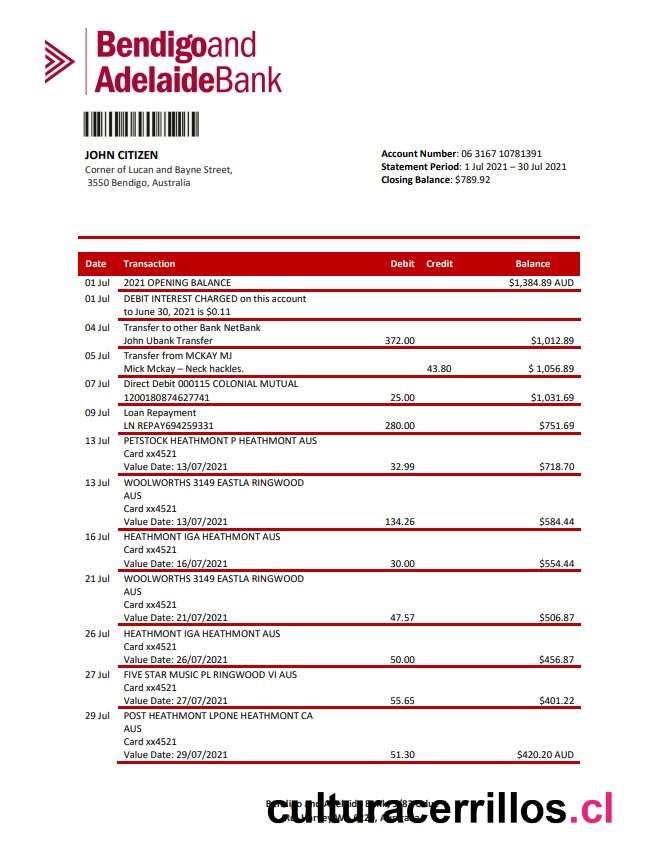 Bendigoand
AdelaideBank
JOHN CITIZEN
Corner of Lucan and Bayne Street,
3550 Bendigo, Australia
Account Number: 06 3167 10781391
Statement Period: 1 Jul 2021 – 30 Jul 2021
Closing Balance: $789.92
Date Transaction Debit Credit Balance
01 Jul 2021 OPENING BALANCE $1,384.89 AUD
01 Jul DEBIT INTEREST CHARGED on this account
to June 30, 2021 is $0.11
04 Jul Transfer to other Bank NetBank
John Ubank Transfer 372.00 $1,012.89
05 Jul Transfer from MCKAY MJ
Mick Mckay – Neck hackles. 43.80 $ 1,056.89
07 Jul Direct Debit 000115 COLONIAL MUTUAL
1200180874627741 25.00 $1,031.69
09 Jul Loan Repayment
LN REPAY694259331 280.00 $751.69
13 Jul PETSTOCK HEATHMONT P HEATHMONT AUS
Card xx4521
Value Date: 13/07/2021 32.99 $718.70
13 Jul WOOLWORTHS 3149 EASTLA RINGWOOD
AUS
Card xx4521
Value Date: 13/07/2021 134.26 $584.44
16 Jul HEATHMONT IGA HEATHMONT AUS
Card xx4521
Value Date: 16/07/2021 30.00 $554.44
21 Jul WOOLWORTHS 3149 EASTLA RINGWOOD
AUS
Card xx4521
Value Date: 21/07/2021 47.57 $506.87
26 Jul HEATHMONT IGA HEATHMONT AUS
Card xx4521
Value Date: 26/07/2021 50.00 $456.87
27 Jul FIVE STAR MUSIC PL RINGWOOD VI AUS
Card xx4521
Value Date: 27/07/2021 55.65 $401.22
29 Jul POST HEATHMONT LPONE HEATHMONT CA
AUS
Card xx4521
Value Date: 29/07/2021 51.30 $420.20 AUD
culturacerrillos.cl